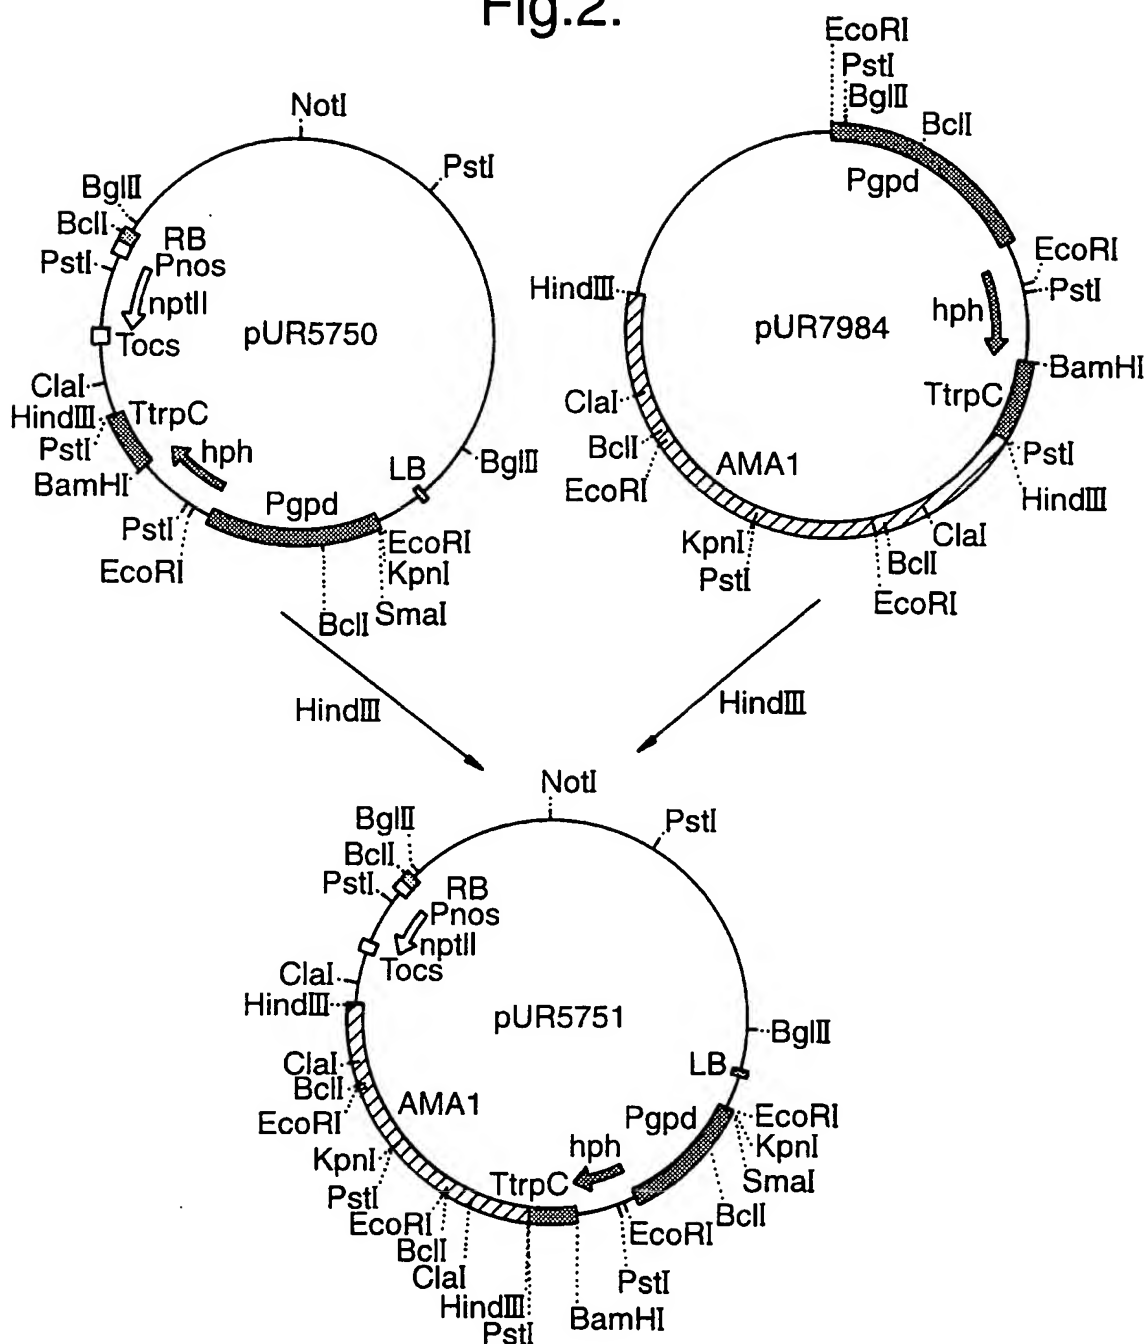 Fig.2.
NotI
PstI
BglII
BclI
PstI
RB
Pnos
nptII
Tocs
pUR5750
ClaI
HindIII
TtrpC
PstI
hph
BamHI
LB
BglII
Pgpd
PstI
EcoRI
EcoRI
KpnI
SmaI
BclI
EcoRI
PstI
BglII
BclI
Pgpd
EcoRI
PstI
HindIII
hph
pUR7984
BamHI
TtrpC
ClaI
BclI
EcoRI
AMA1
PstI
HindIII
KpnI
PstI
ClaI
BclI
EcoRI
HindIII
HindIII
NotI
PstI
BglII
BclI
PstI
RB
Pnos
nptII
Tocs
ClaI
HindIII
pUR5751
BglII
LB
ClaI
BclI
EcoRI
AMA1
Pgpd
EcoRI
KpnI
SmaI
hph
KpnI
PstI
TtrpC
EcoRI
BclI
ClaI
BclI
EcoRI
PstI
HindIII
PstI
BamHI